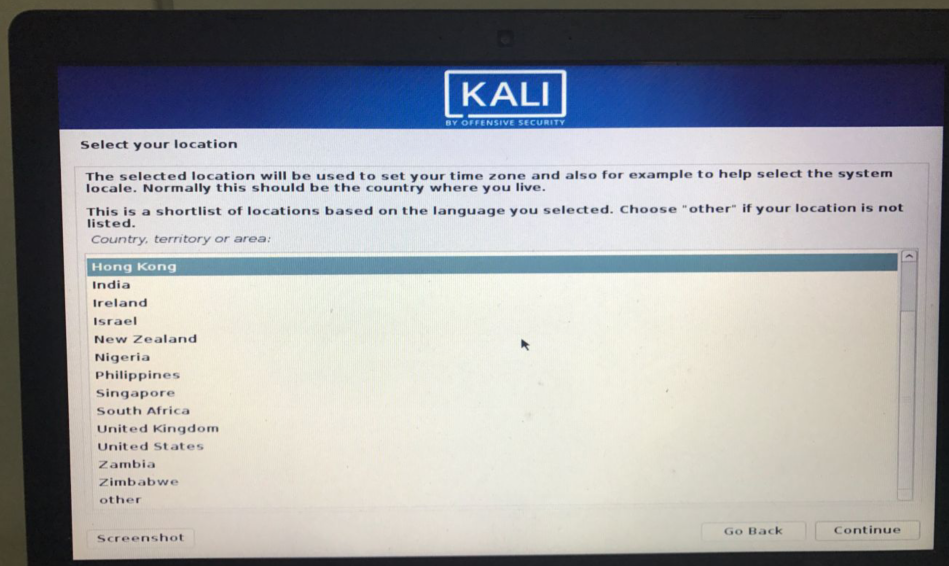 KALI
BY OFFENSIVE SECURITY
Select your location
The selected location will be used to set your time zone and also for example to help select the system
locale. Normally this should be the country where you live.
This is a shortlist of locations based on the language you selected. Choose "other" if your location is not
listed.
Country, territory or area:
Hong Kong
India
Ireland
Israel
New Zealand
Nigeria
Philippines
Singapore
South Africa
United Kingdom
United States
Zambia
Zimbabwe
other
Screenshot
Go Back
Continue